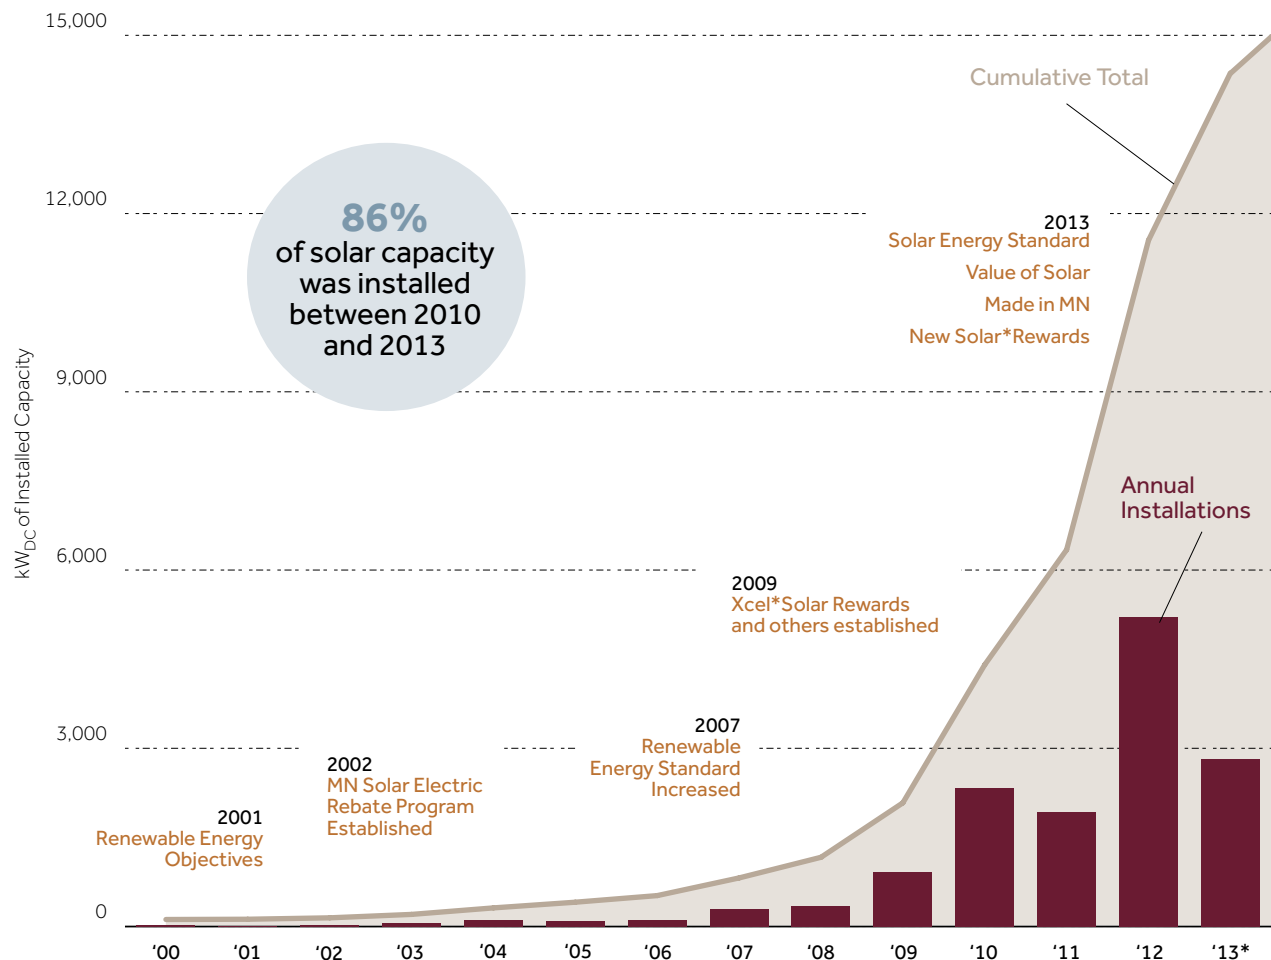 15,000
Cumulative Total
12,000
86%
of solar capacity
was installed
between 2010
and 2013
2013
Solar Energy Standard
Value of Solar
Made in MN
New Solar*Rewards
kWDC of Installed Capacity
9,000
Annual
Installations
6,000
2009
Xcel*Solar Rewards
and others established
3,000
2007
Renewable
Energy Standard
Increased
2002
MN Solar Electric
Rebate Program
Established
2001
Renewable Energy
Objectives
0
‘00 ‘01 ‘02 ‘03 ‘04 ‘05 ‘06 ‘07 ‘08 ‘09 ‘10 ‘11 ‘12 ‘13*